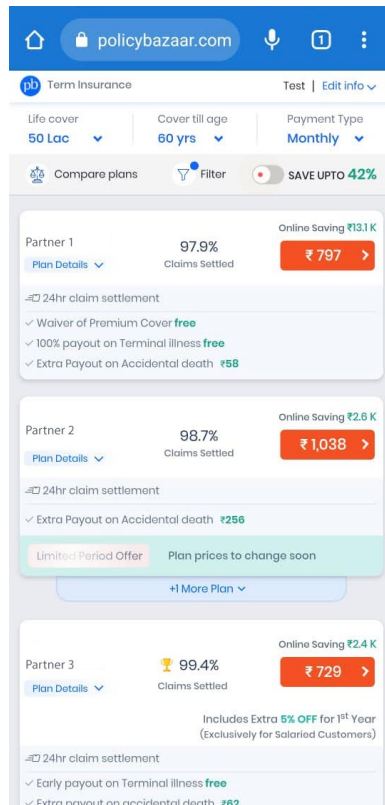 policybazaar.com 1
pb Term Insurance Test | Edit info
Life cover Cover till age Payment Type
50 Lac 60 yrs Monthly
Compare plans Filter SAVE UPTO 42%
Online Saving ₹13.1 K
Partner 1 97.9% ₹ 797
Plan Details Claims Settled
24hr claim settlement
Waiver of Premium Cover free
100% payout on Terminal illness free
Extra Payout on Accidental death ₹58
Online Saving ₹2.6 K
Partner 2 98.7% ₹ 1,038
Plan Details Claims Settled
24hr claim settlement
Extra Payout on Accidental death ₹256
Limited Period Offer Plan prices to change soon
+1 More Plan
Online Saving ₹2.4 K
Partner 3 99.4% ₹ 729
Plan Details Claims Settled
Includes Extra 5% OFF for 1st Year
(Exclusively for Salaried Customers)
24hr claim settlement
Early payout on Terminal illness free
Extra payout on accidental death ₹62